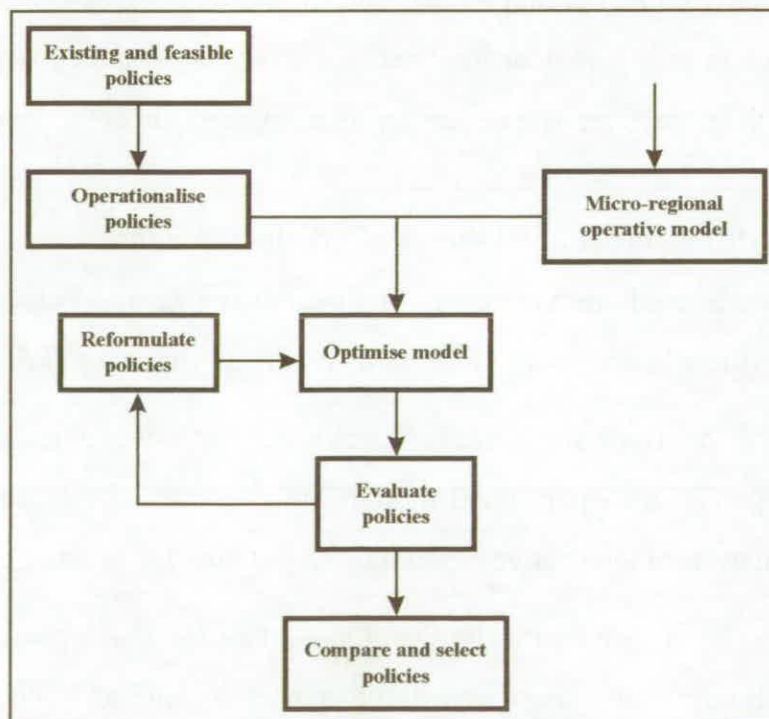 Existing and feasible
policies
Operationalise
policies
Micro-regional
operative model
Reformulate
policies
Optimise model
Evaluate
policies
Compare and select
policies